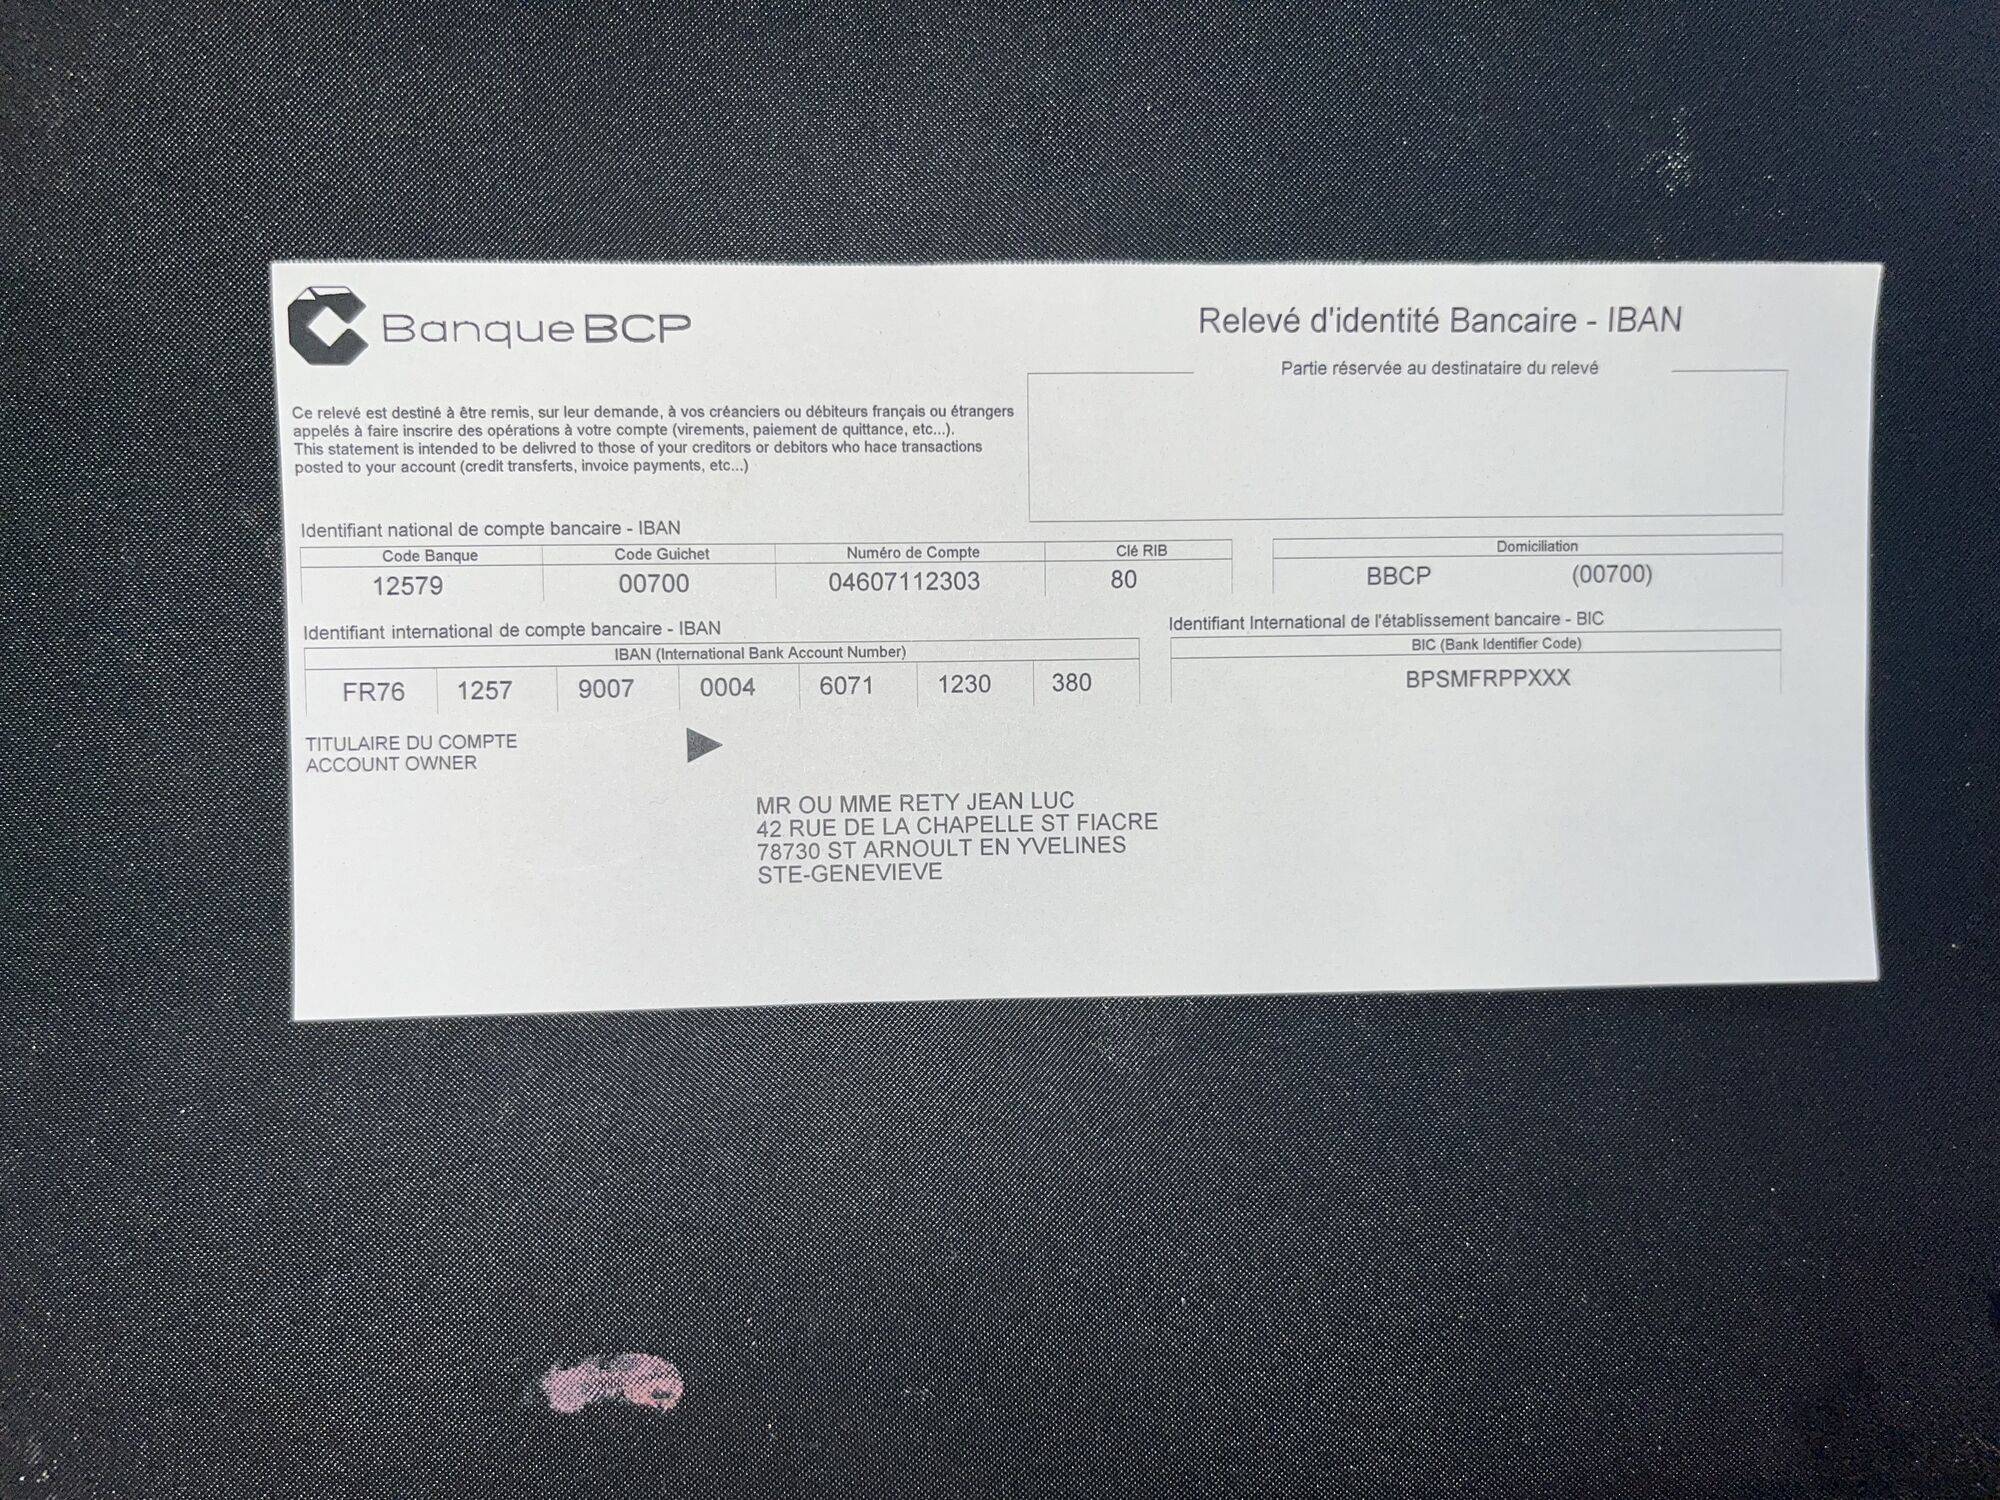 Banque BCP
Relevé d'identité Bancaire - IBAN
Partie réservée au destinataire du relevé
Ce relevé est destiné à être remis, sur leur demande, à vos créanciers ou débiteurs français ou étrangers
appelés à faire inscrire des opérations à votre compte (virements, paiement de quittance, etc...).
This statement is intended to be delivred to those of your creditors or debitors who hace transactions
posted to your account (credit transferts, invoice payments, etc...)
Identifiant national de compte bancaire - IBAN
Code Banque Code Guichet Numéro de Compte Clé RIB Domiciliation
12579 00700 04607112303 80 BBCP (00700)
Identifiant international de compte bancaire - IBAN
Identifiant International de l'établissement bancaire - BIC
IBAN (International Bank Account Number)
BIC (Bank Identifier Code)
FR76 1257 9007 0004 6071 1230 380
BPSMFRPPXXX
TITULAIRE DU COMPTE
ACCOUNT OWNER
MR OU MME RETY JEAN LUC
42 RUE DE LA CHAPELLE ST FIACRE
78730 ST ARNOULT EN YVELINES
STE-GENEVIEVE